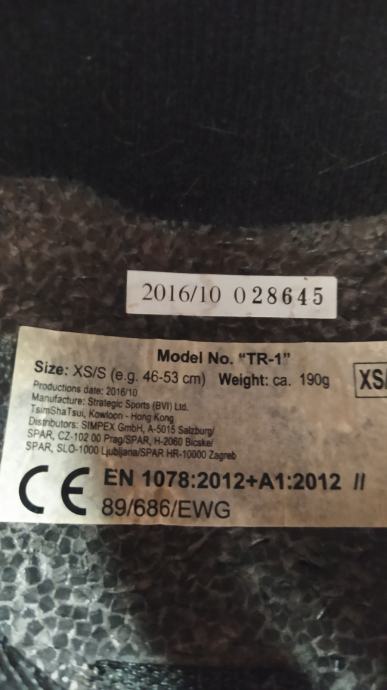 2016/10 028645
Model No. "TR-1"
Size: XS/S (e.g. 46-53 cm) Weight: ca. 190g
XS/
Productions date: 2016/10
Manufacture: Strategic Sports (BVI) Ltd.
TsimShaTsui, Kowloon - Hong Kong
Distributors: SIMPEX GmbH, A-5015 Salzburg/
SPAR, CZ-102 00 Prag/SPAR, H-2060 Bicske/
SPAR, SLO-1000 Ljubljana/SPAR HR-10000 Zagreb
CE EN 1078:2012+A1:2012 //
89/686/EWG